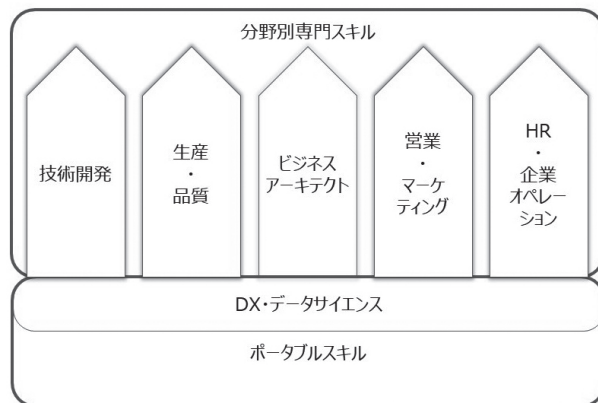 分野別専門スキル
技術開発
生産
・
品質
ビジネス
アーキテクト
営業
・
マーケ
ティング
HR
・
企業
オペレー
ション
DX・データサイエンス
ポータブルスキル